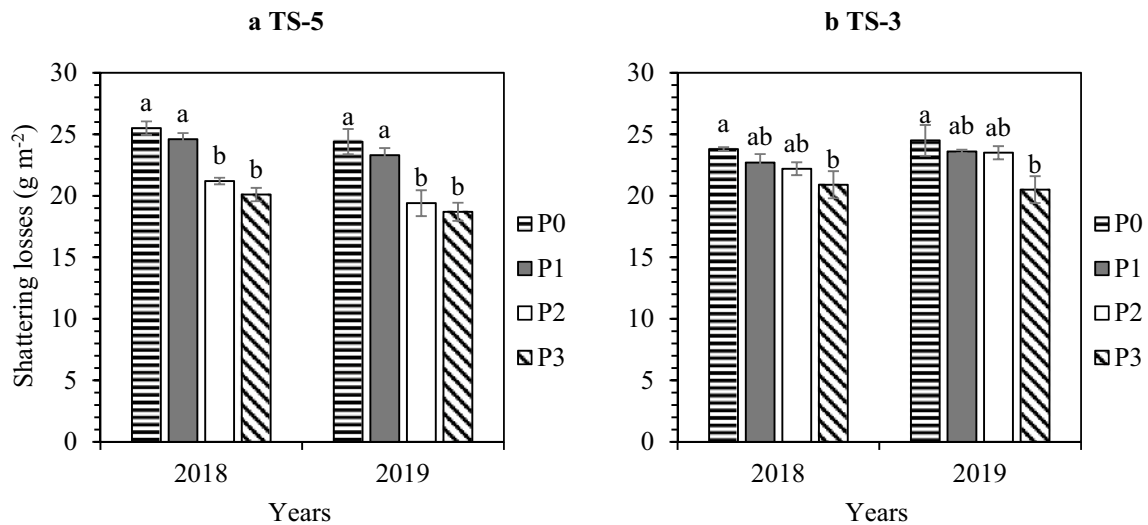 a TS-5
Shattering losses (g m⁻²)
30
25
20
15
10
5
0
a
a
b
b
a
a
b
b
2018
2019
Years
P0
P1
P2
P3
b TS-3
30
25
20
15
10
5
0
a
ab
ab
b
a
ab
ab
b
2018
2019
Years
P0
P1
P2
P3